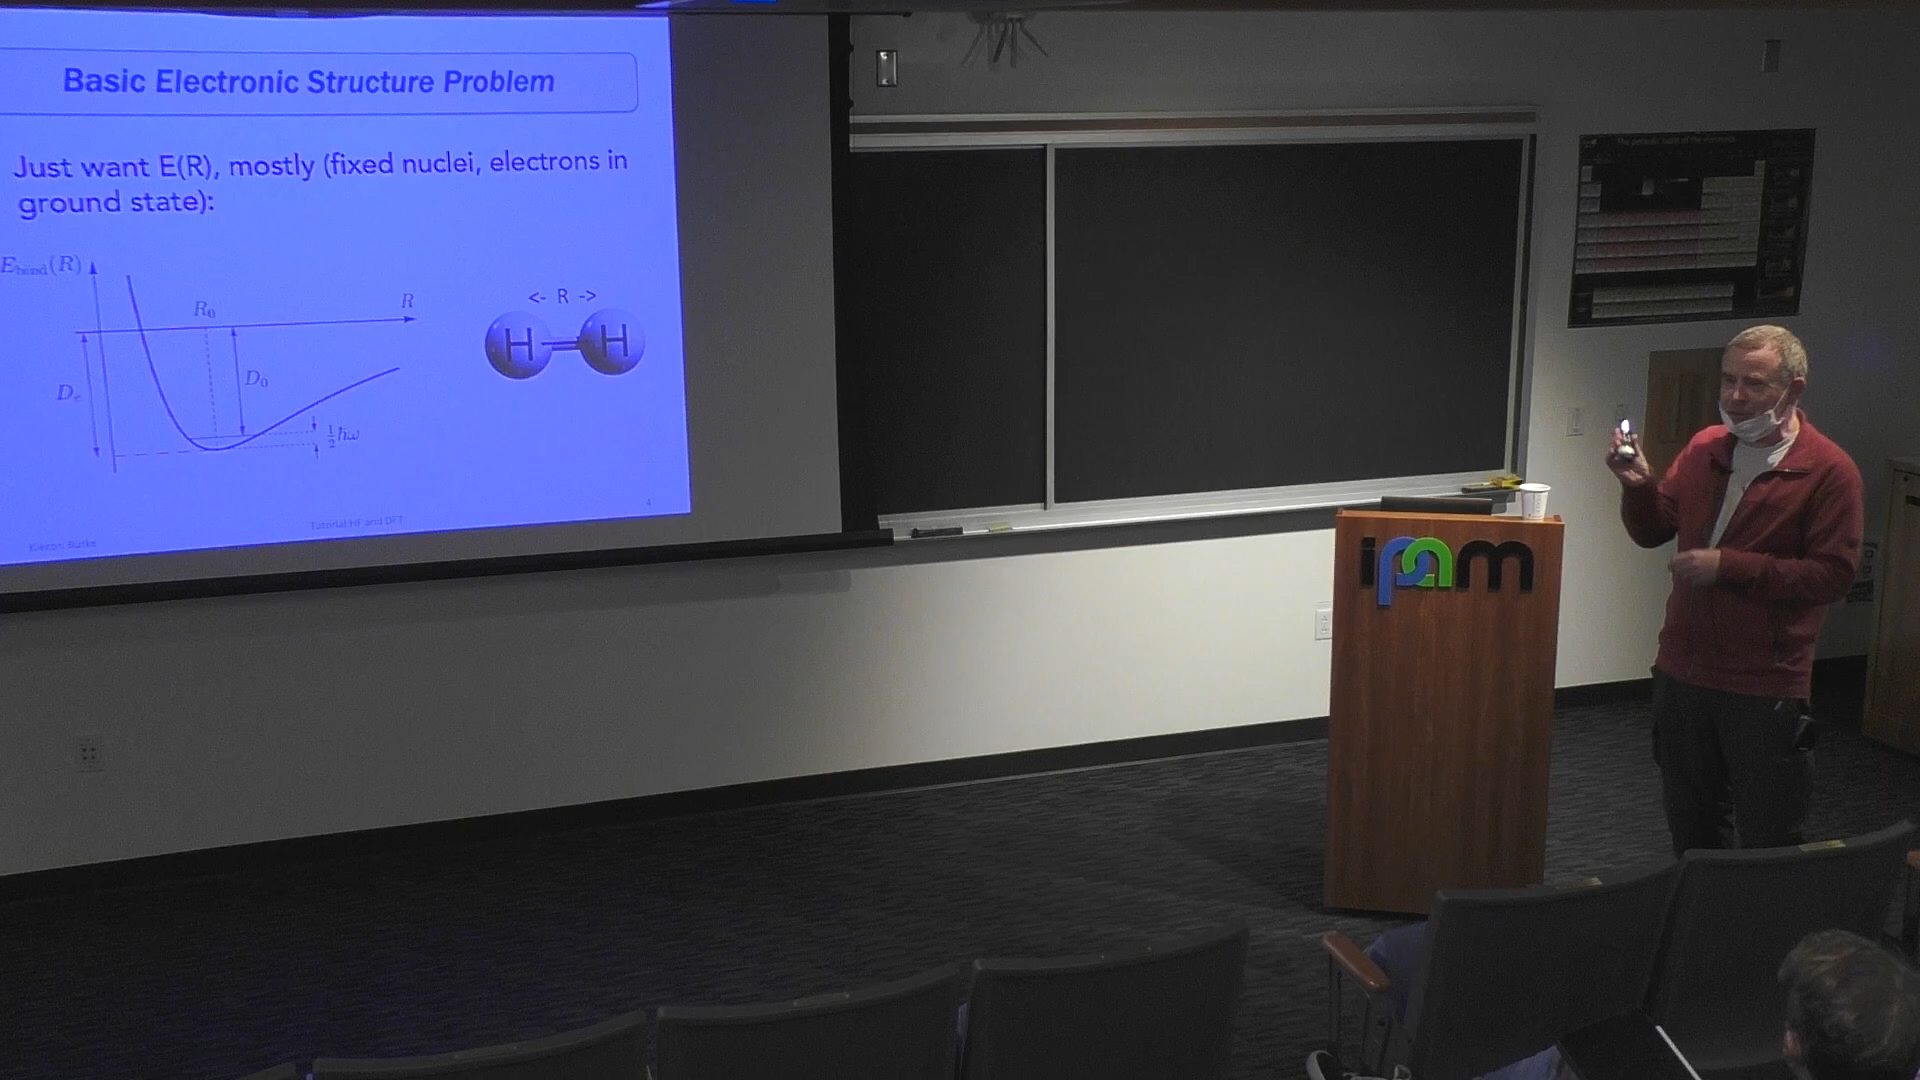 Basic Electronic Structure Problem
Just want E(R), mostly (fixed nuclei, electrons in
ground state):
E_bind(R)
R_0
R
D_e
D_0
½ħω
<- R ->
H
H
Kieron Burke
Tutorial HF and DFT
4
ipam